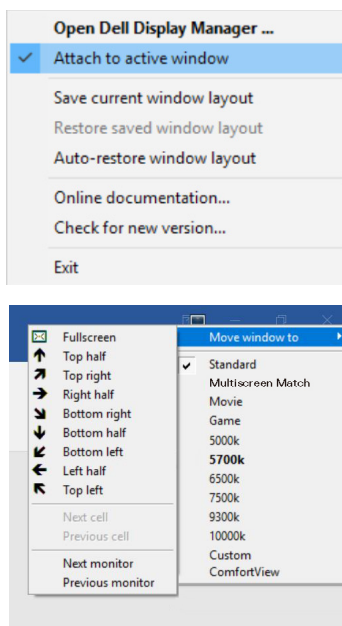 Open Dell Display Manager ...
Attach to active window
Save current window layout
Restore saved window layout
Auto-restore window layout
Online documentation...
Check for new version...
Exit
Fullscreen
Top half
Top right
Right half
Bottom right
Bottom half
Bottom left
Left half
Top left
Next cell
Previous cell
Next monitor
Previous monitor
Move window to
Standard
Multiscreen Match
Movie
Game
5000k
5700k
6500k
7500k
9300k
10000k
Custom
ComfortView